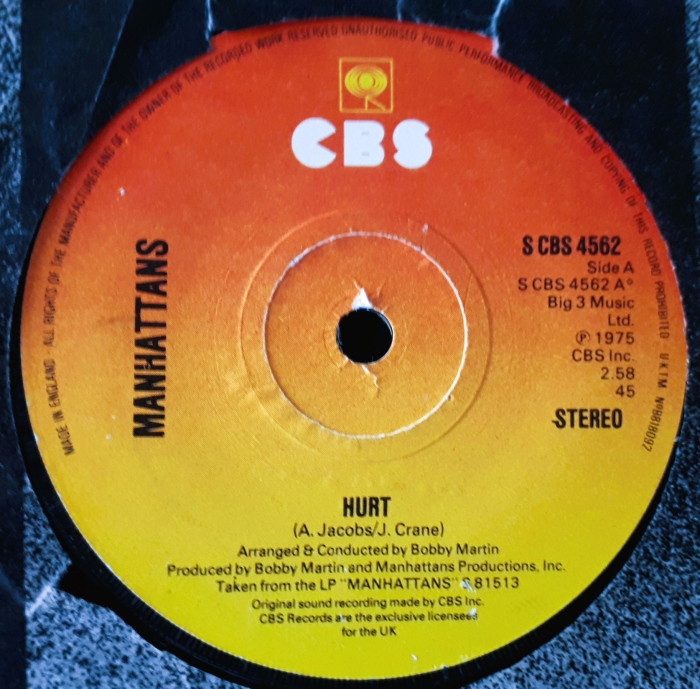 MADE IN ENGLAND · ALL RIGHTS OF THE MANUFACTURER AND OF THE OWNER OF THE RECORDED WORK RESERVED UNAUTHORISED PUBLIC PERFORMANCE BROADCASTING AND COPYING OF THIS RECORD PROHIBITED · UKTM Nº8818092
CBS
MANHATTANS
S CBS 4562
Side A
S CBS 4562 A°
Big 3 Music
Ltd.
℗ 1975
CBS Inc.
2.58
45
STEREO
HURT
(A. Jacobs/J. Crane)
Arranged & Conducted by Bobby Martin
Produced by Bobby Martin and Manhattans Productions, Inc.
Taken from the LP "MANHATTANS" S 81513
Original sound recording made by CBS Inc.
CBS Records are the exclusive licensees
for the UK